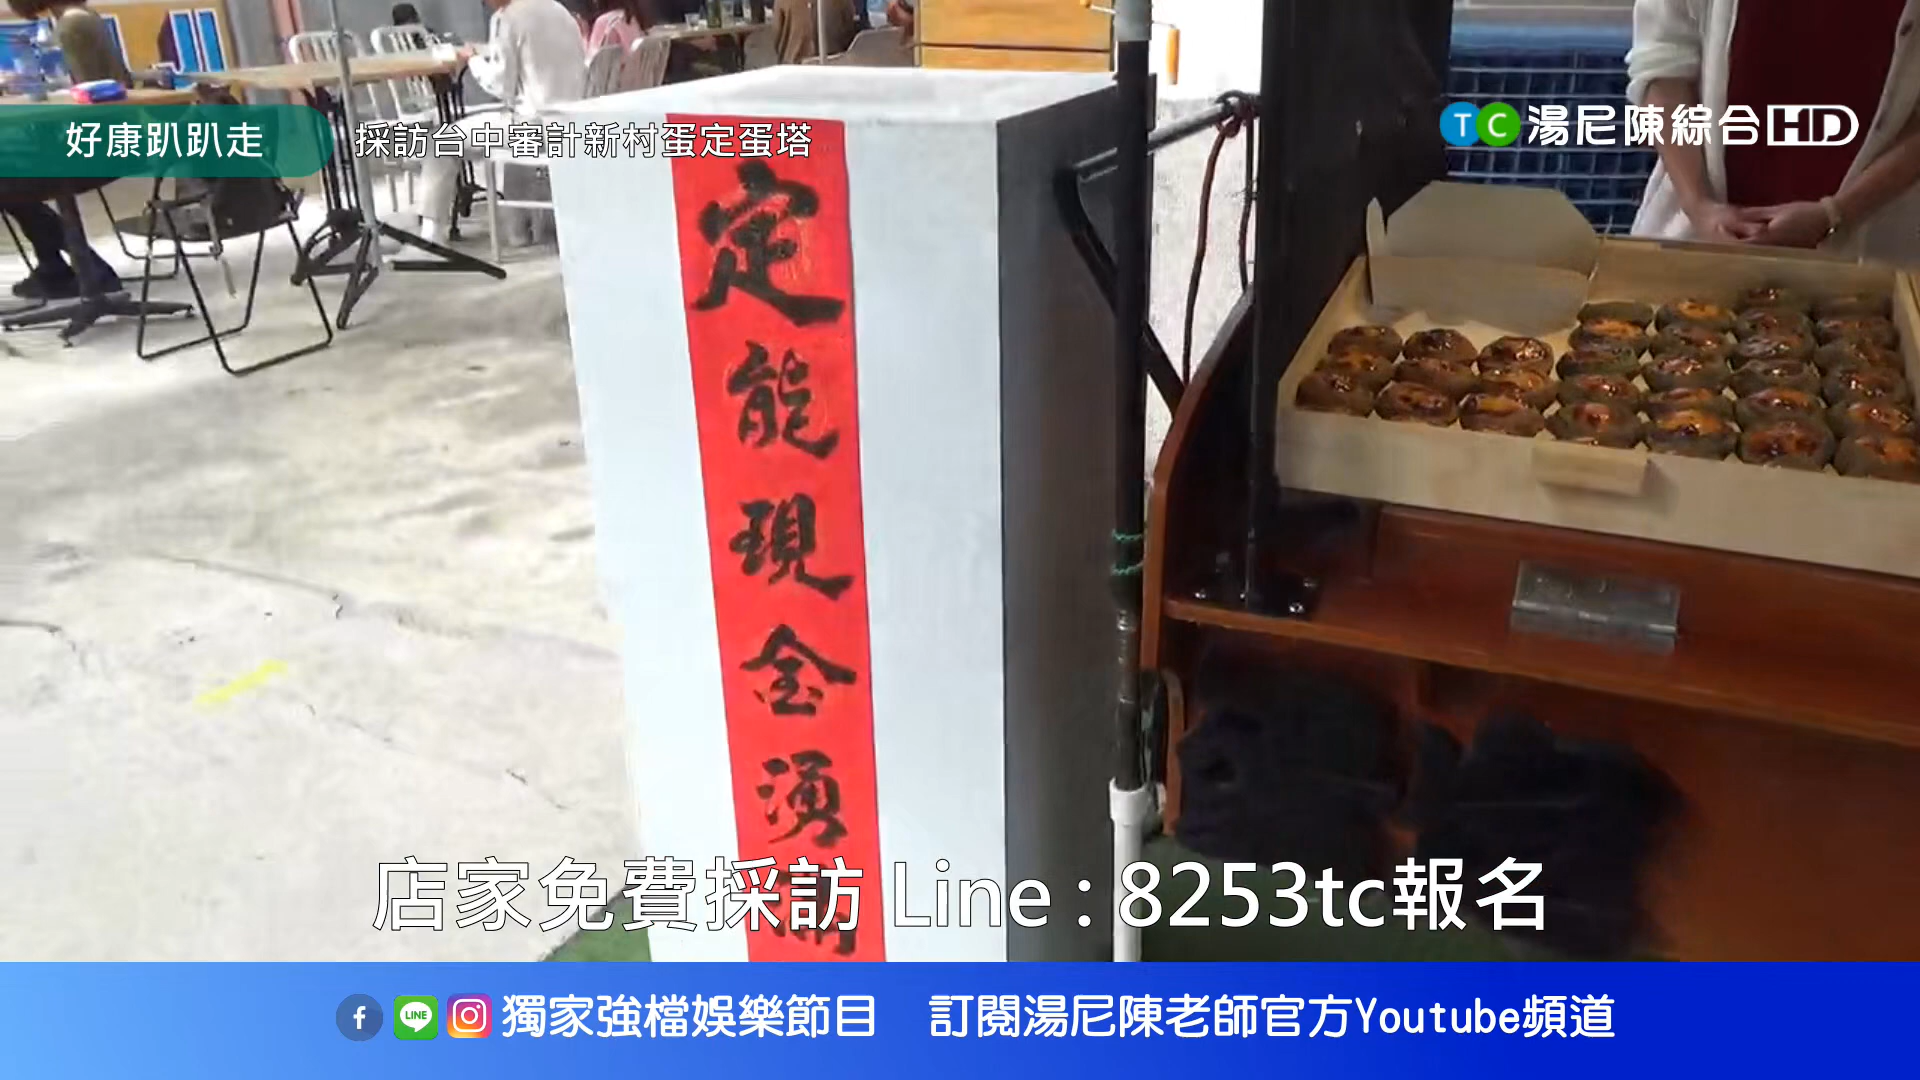 好康趴趴走
採訪台中審計新村蛋定蛋塔
TC湯尼陳綜合HD
定能現金湧
店家免費採訪 Line : 8253tc報名
LINE
獨家強檔娛樂節目 訂閱湯尼陳老師官方Youtube頻道